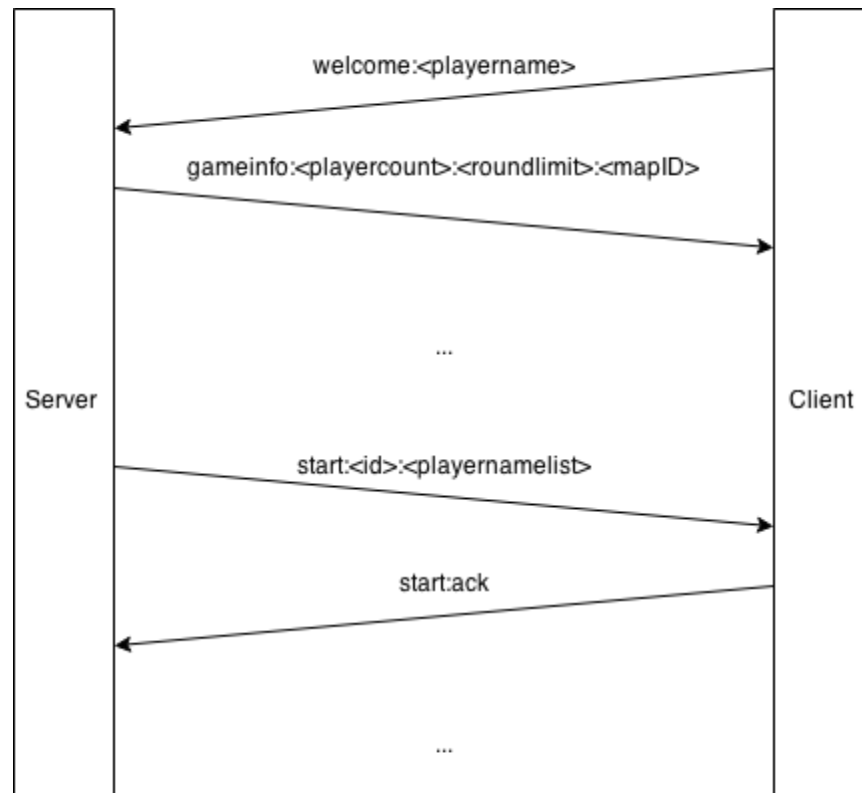 welcome:<playername>
gameinfo:<playercount>:<roundlimit>:<mapID>
...
Server
Client
start:<id>:<playernamelist>
start:ack
...